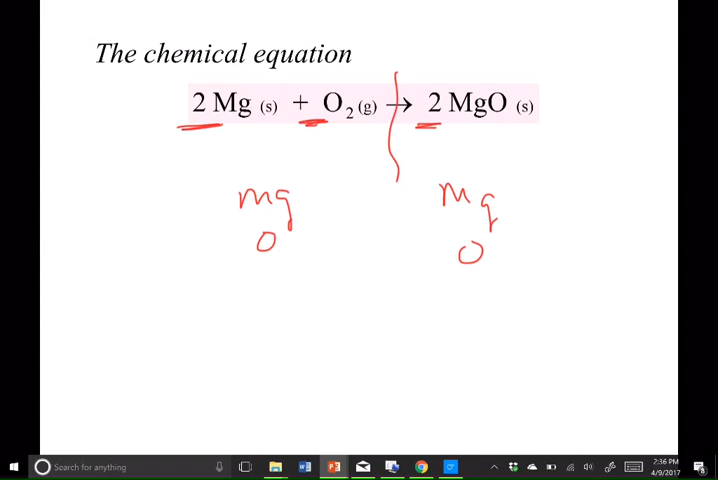 The chemical equation
2 Mg (s) + O2 (g) → 2 MgO (s)
mg Mg
O O
Search for anything
2:36 PM
4/9/2017